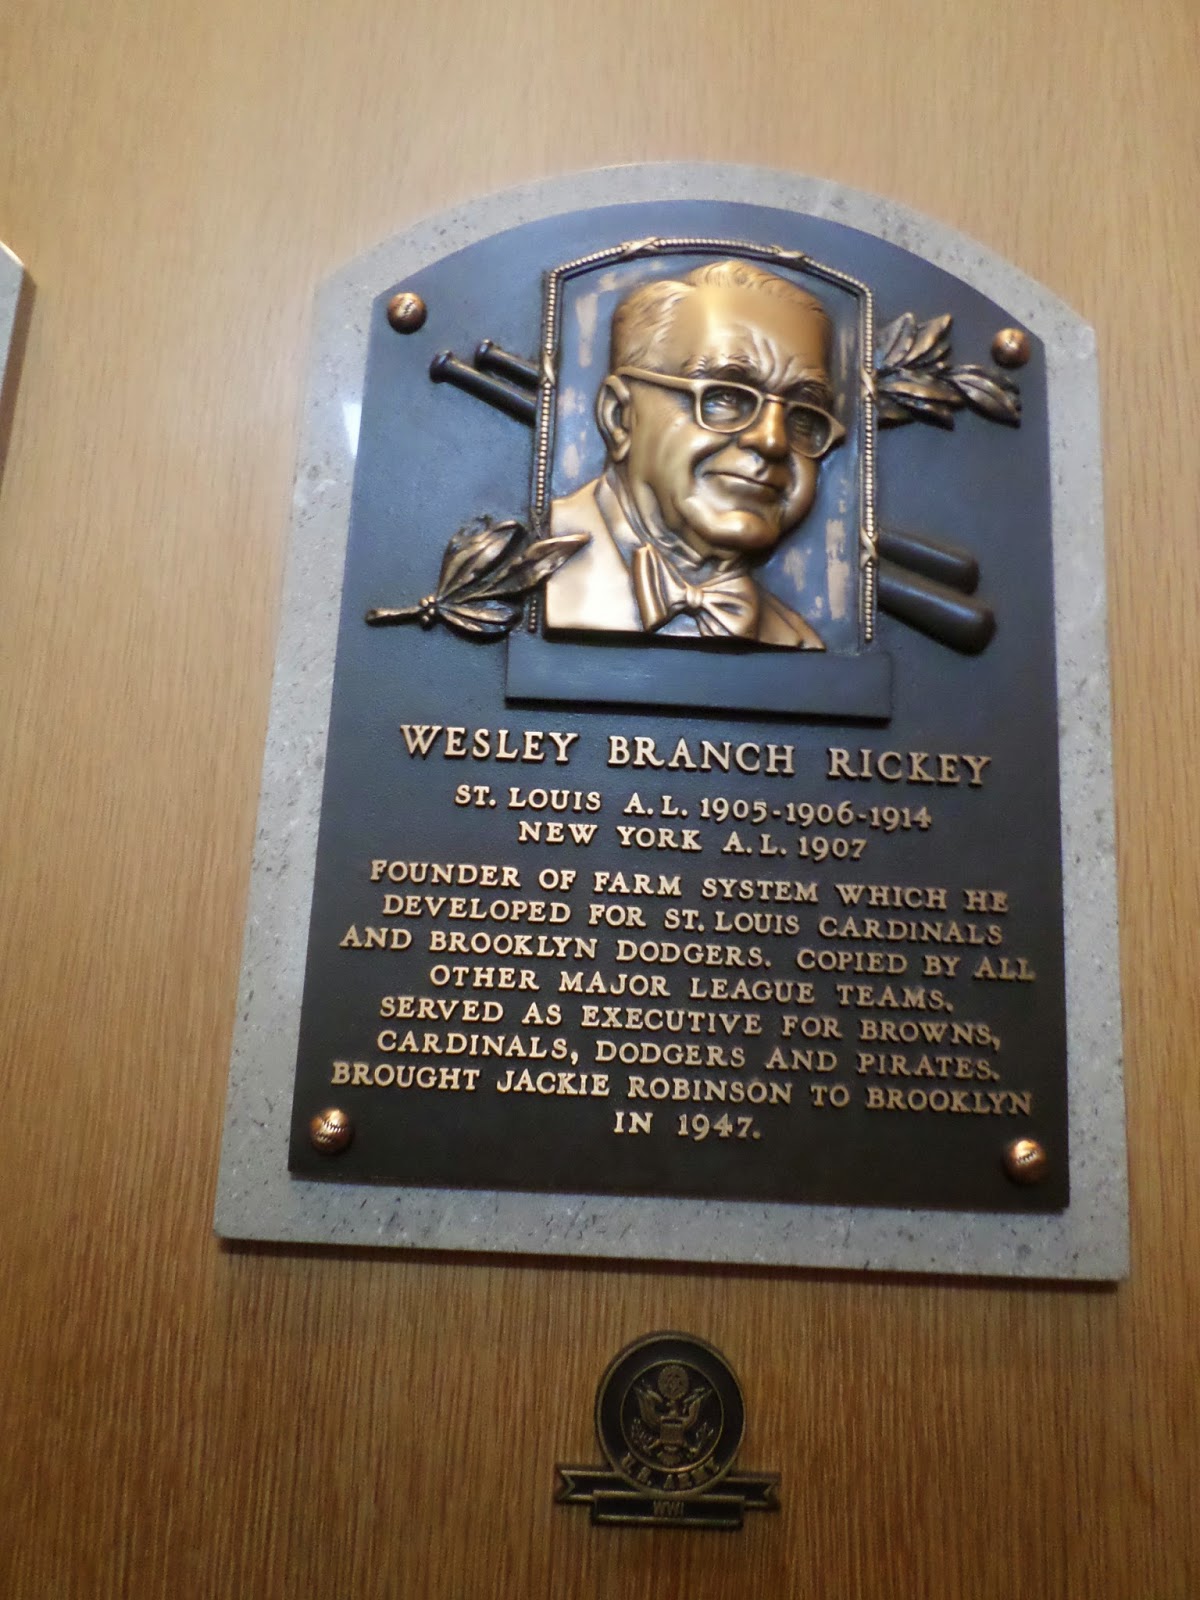 WESLEY BRANCH RICKEY
ST. LOUIS A.L. 1905-1906-1914
NEW YORK A.L. 1907
FOUNDER OF FARM SYSTEM WHICH HE
DEVELOPED FOR ST. LOUIS CARDINALS
AND BROOKLYN DODGERS. COPIED BY ALL
OTHER MAJOR LEAGUE TEAMS.
SERVED AS EXECUTIVE FOR BROWNS,
CARDINALS, DODGERS AND PIRATES.
BROUGHT JACKIE ROBINSON TO BROOKLYN
IN 1947.
U.S. ARMY
WWI